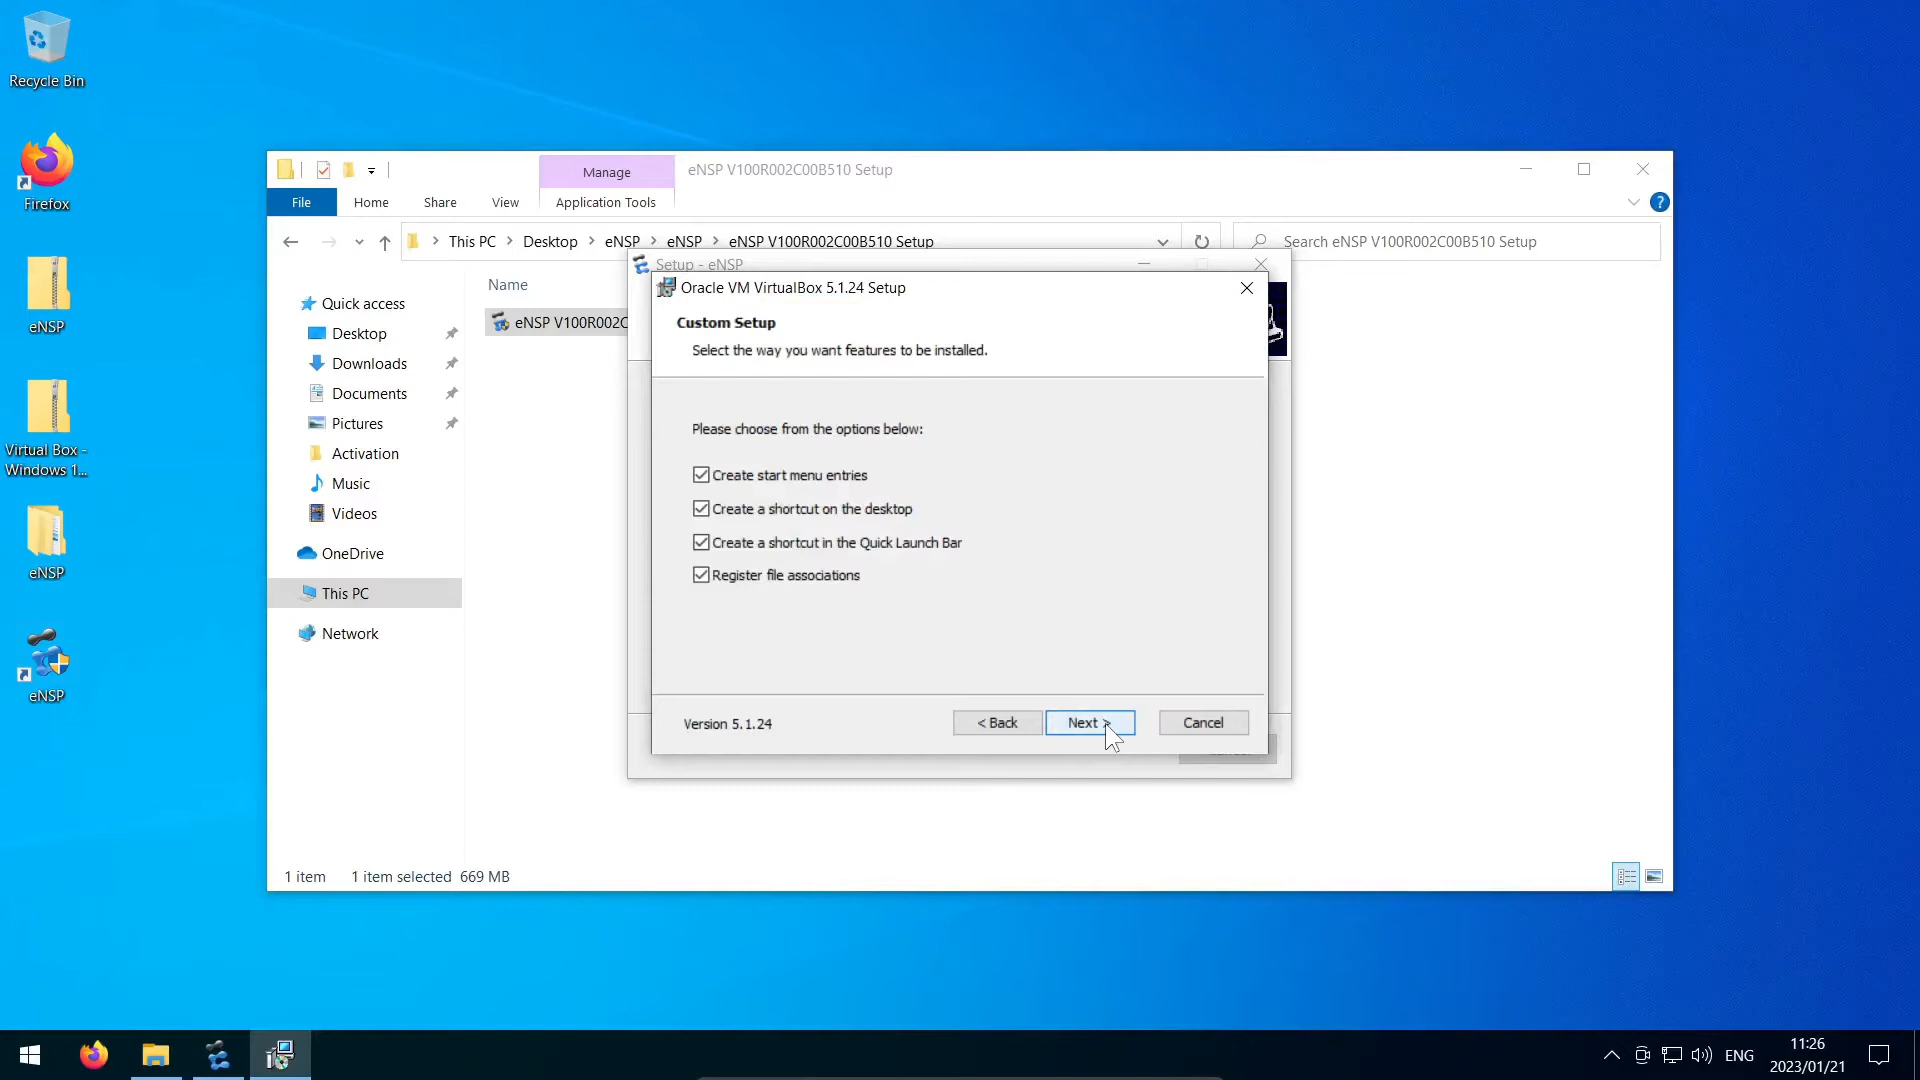 Recycle Bin
Firefox
eNSP
Virtual Box -
Windows 1...
eNSP
eNSP
Manage
eNSP V100R002C00B510 Setup
File
Home
Share
View
Application Tools
?
This PC
Desktop
eNSP
eNSP
eNSP V100R002C00B510 Setup
Search eNSP V100R002C00B510 Setup
Name
eNSP V100R002C
Quick access
Desktop
Downloads
Documents
Pictures
Activation
Music
Videos
OneDrive
This PC
Network
Setup - eNSP
Oracle VM VirtualBox 5.1.24 Setup
Custom Setup
Select the way you want features to be installed.
Please choose from the options below:
Create start menu entries
Create a shortcut on the desktop
Create a shortcut in the Quick Launch Bar
Register file associations
Version 5.1.24
< Back
Next >
Cancel
1 item
1 item selected 669 MB
ENG
11:26
2023/01/21